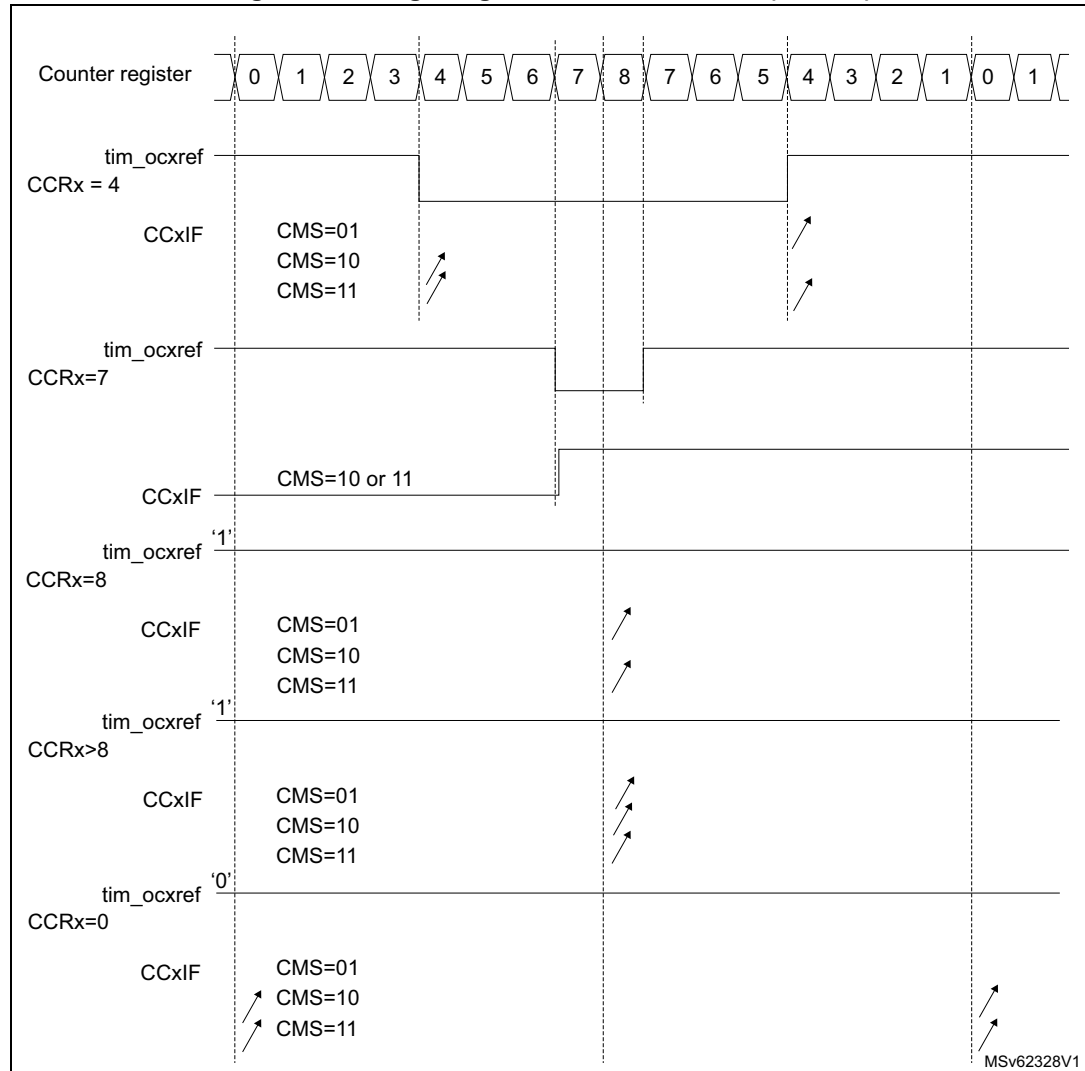 Counter register 0 1 2 3 4 5 6 7 8 7 6 5 4 3 2 1 0 1
tim_ocxref
CCRx = 4
CCxIF CMS=01
CMS=10
CMS=11
tim_ocxref
CCRx=7
CMS=10 or 11
CCxIF
‘1’
tim_ocxref
CCRx=8
CCxIF CMS=01
CMS=10
CMS=11
‘1’
tim_ocxref
CCRx>8
CCxIF CMS=01
CMS=10
CMS=11
‘0’
tim_ocxref
CCRx=0
CCxIF CMS=01
CMS=10
CMS=11
MSv62328V1